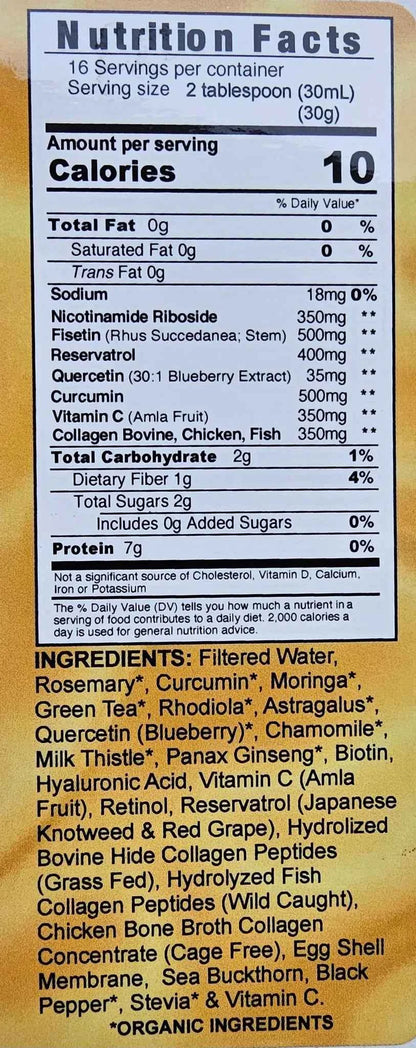 Nutrition Facts
16 Servings per container
Serving size 2 tablespoon (30mL)
(30g)
Amount per serving
Calories 10
% Daily Value*
Total Fat 0g 0 %
Saturated Fat 0g 0 %
Trans Fat 0g
Sodium 18mg 0%
Nicotinamide Riboside 350mg **
Fisetin (Rhus Succedanea; Stem) 500mg **
Reservatrol 400mg **
Quercetin (30:1 Blueberry Extract) 35mg **
Curcumin 500mg **
Vitamin C (Amla Fruit) 350mg **
Collagen Bovine, Chicken, Fish 350mg **
Total Carbohydrate 2g 1%
Dietary Fiber 1g 4%
Total Sugars 2g
Includes 0g Added Sugars 0%
Protein 7g 0%
Not a significant source of Cholesterol, Vitamin D, Calcium,
Iron or Potassium
The % Daily Value (DV) tells you how much a nutrient in a
serving of food contributes to a daily diet. 2,000 calories a
day is used for general nutrition advice.
INGREDIENTS: Filtered Water,
Rosemary*, Curcumin*, Moringa*,
Green Tea*, Rhodiola*, Astragalus*,
Quercetin (Blueberry)*, Chamomile*,
Milk Thistle*, Panax Ginseng*, Biotin,
Hyaluronic Acid, Vitamin C (Amla
Fruit), Retinol, Reservatrol (Japanese
Knotweed & Red Grape), Hydrolized
Bovine Hide Collagen Peptides
(Grass Fed), Hydrolyzed Fish
Collagen Peptides (Wild Caught),
Chicken Bone Broth Collagen
Concentrate (Cage Free), Egg Shell
Membrane, Sea Buckthorn, Black
Pepper*, Stevia* & Vitamin C.
*ORGANIC INGREDIENTS